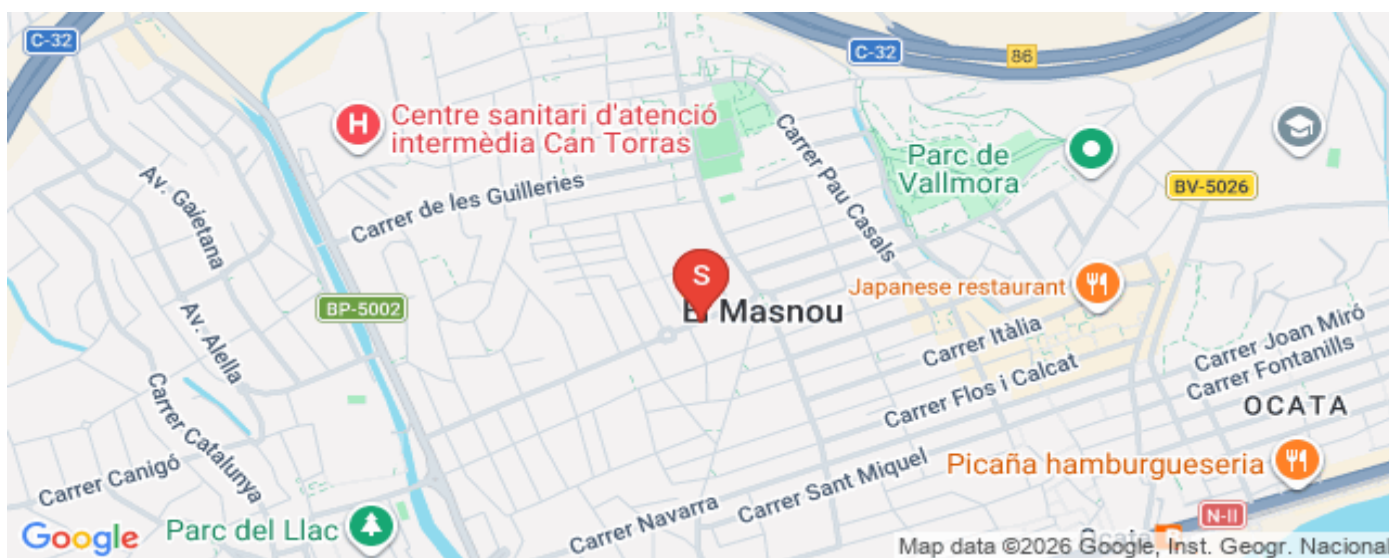 C-32
C-32
86
Centre sanitari d'atenció
intermèdia Can Torras
H
Carrer Pau Casals
Parc de
Vallmora
BV-5026
Av. Gaietana
Carrer de les Guilleries
S
Japanese restaurant
BP-5002
El Masnou
Av. Alella
Carrer Itàlia
Carrer Joan Miró
Carrer Fontanills
Carrer Flos i Calcat
OCATA
Carrer Catalunya
Carrer Canigó
Carrer Sant Miquel
Picaña hamburgueseria
Carrer Navarra
N-II
Google
Parc del Llac
Ocata
Map data ©2026 Google, Inst. Geogr. Nacional